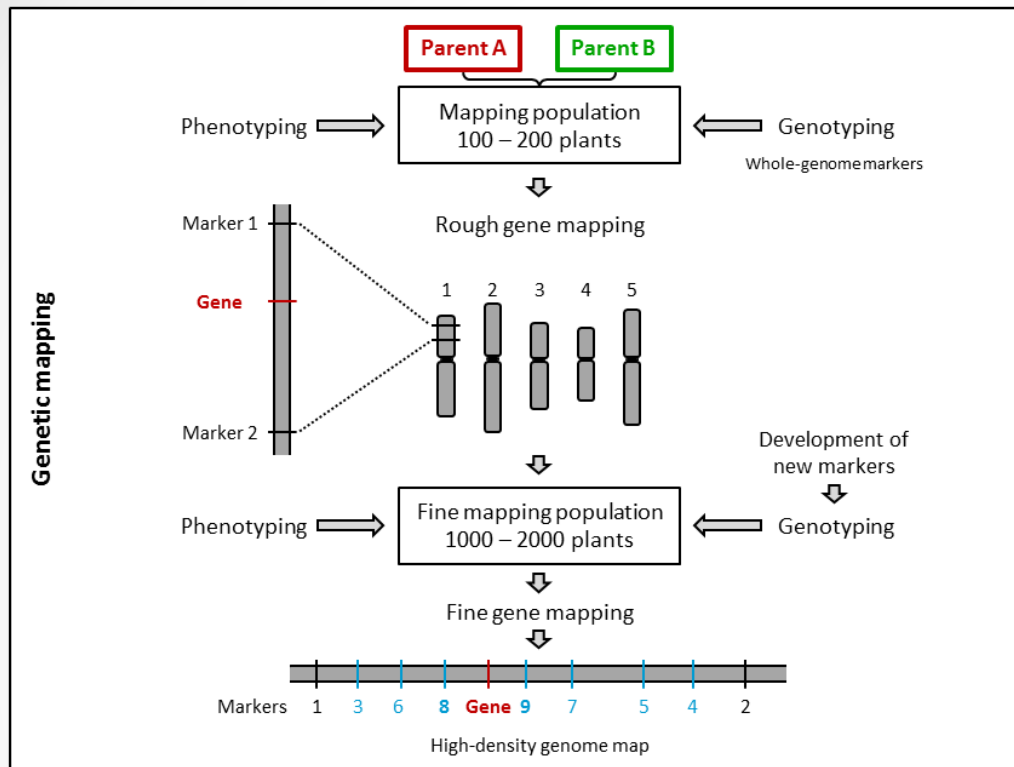 Genetic mapping
Parent A
Parent B
Phenotyping
Mapping population
100 – 200 plants
Genotyping
Whole-genome markers
Rough gene mapping
Marker 1
Gene
Marker 2
1 2 3 4 5
Development of
new markers
Phenotyping
Fine mapping population
1000 – 2000 plants
Genotyping
Fine gene mapping
Markers 1 3 6 8 Gene 9 7 5 4 2
High-density genome map